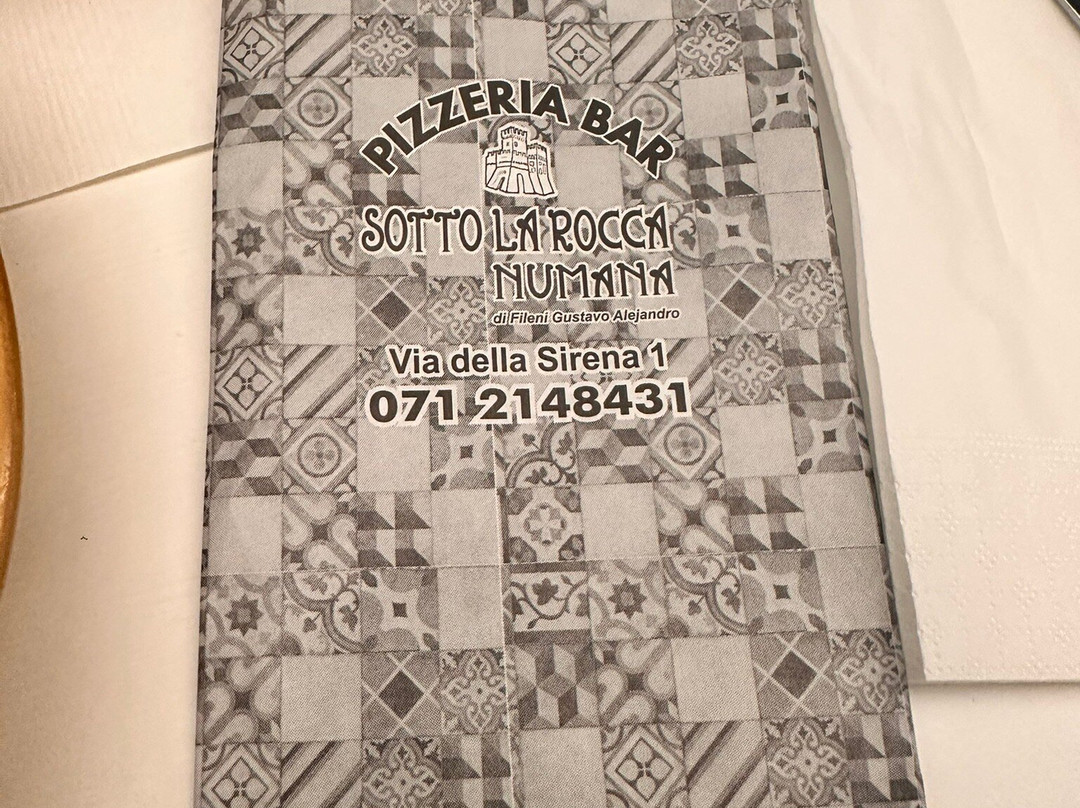 PIZZERIA BAR
SOTTO LA ROCCA
NUMANA
di Fileni Gustavo Alejandro
Via della Sirena 1
071 2148431